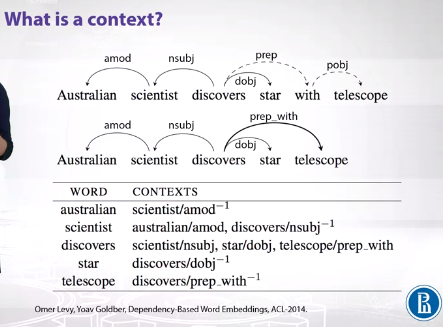 What is a context?
prep
amod nsubj pobj
dobj
Australian scientist discovers star with telescope
prep_with
amod nsubj
dobj
Australian scientist discovers star telescope
WORD CONTEXTS
australian scientist/amod⁻¹
scientist australian/amod, discovers/nsubj⁻¹
discovers scientist/nsubj, star/dobj, telescope/prep_with
star discovers/dobj⁻¹
telescope discovers/prep_with⁻¹
Omer Levy, Yoav Goldber, Dependency-Based Word Embeddings, ACL-2014.